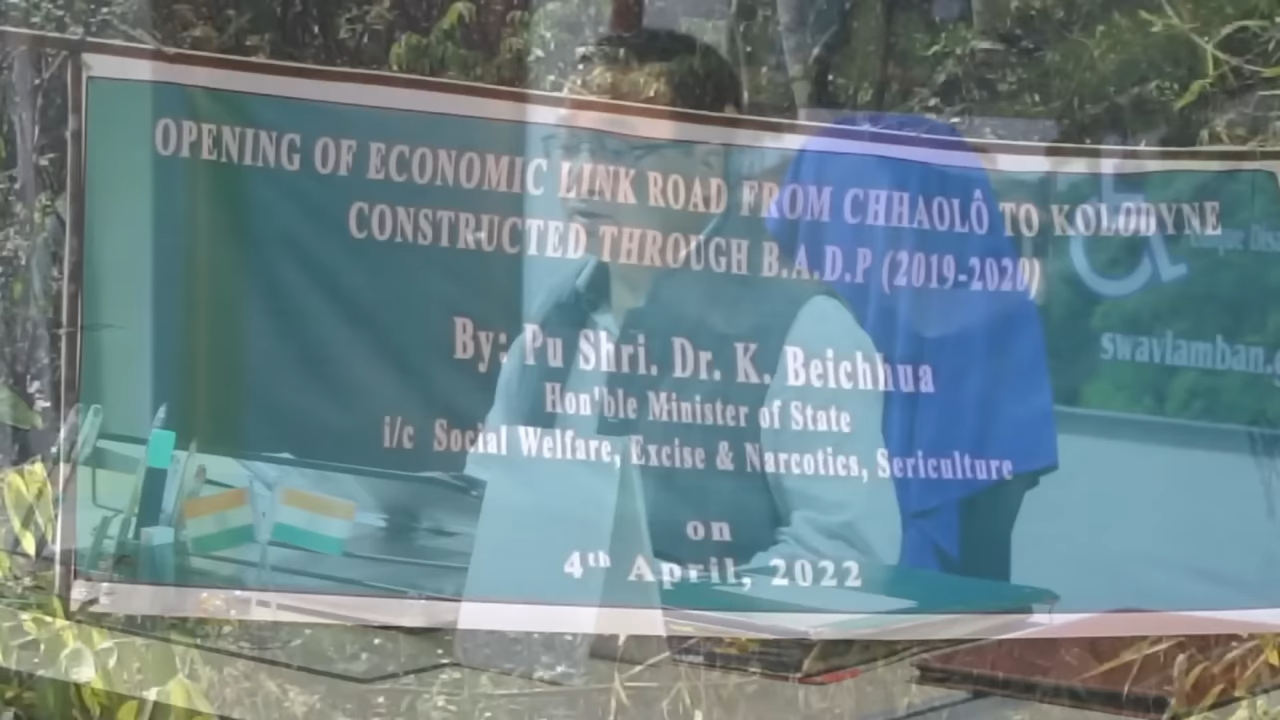 OPENING OF ECONOMIC LINK ROAD FROM CHHAOLÔ TO KOLODYNE
CONSTRUCTED THROUGH B.A.D.P (2019-2020)
By: Pu Shri. Dr. K. Beichhua
Hon'ble Minister of State
i/c Social Welfare, Excise & Narcotics, Sericulture
on
4th April, 2022
swavlamban.